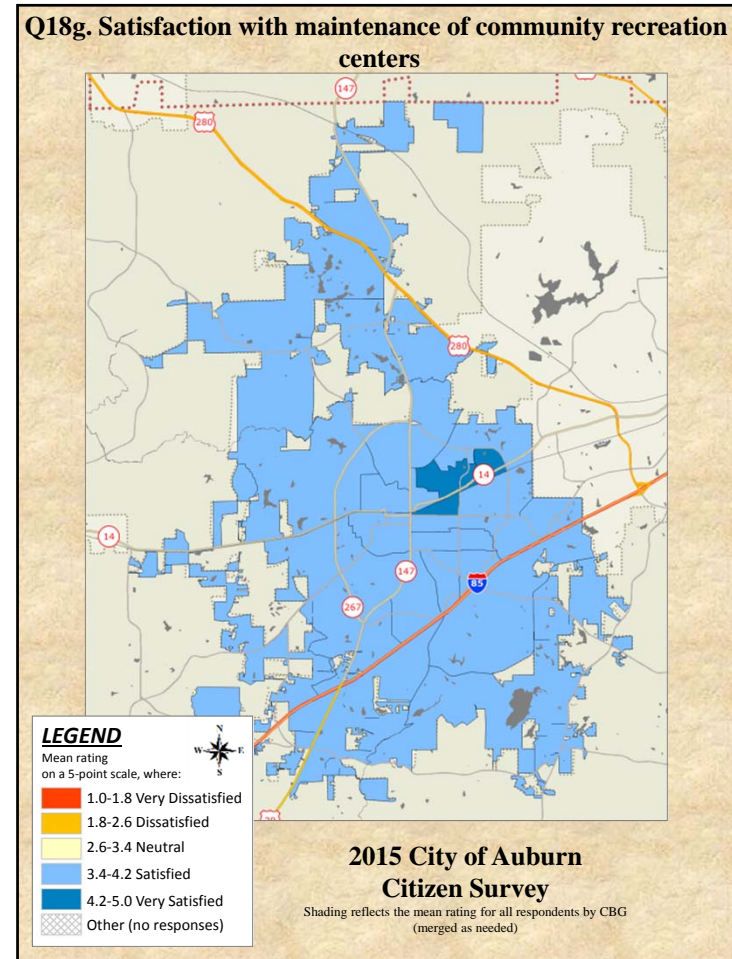 Q18g. Satisfaction with maintenance of community recreation
centers
147
280
280
14
14
147
85
267
LEGEND
Mean rating
on a 5-point scale, where:
1.0-1.8 Very Dissatisfied
1.8-2.6 Dissatisfied
2.6-3.4 Neutral
3.4-4.2 Satisfied
4.2-5.0 Very Satisfied
Other (no responses)
N
W E
S
2015 City of Auburn
Citizen Survey
Shading reflects the mean rating for all respondents by CBG
(merged as needed)